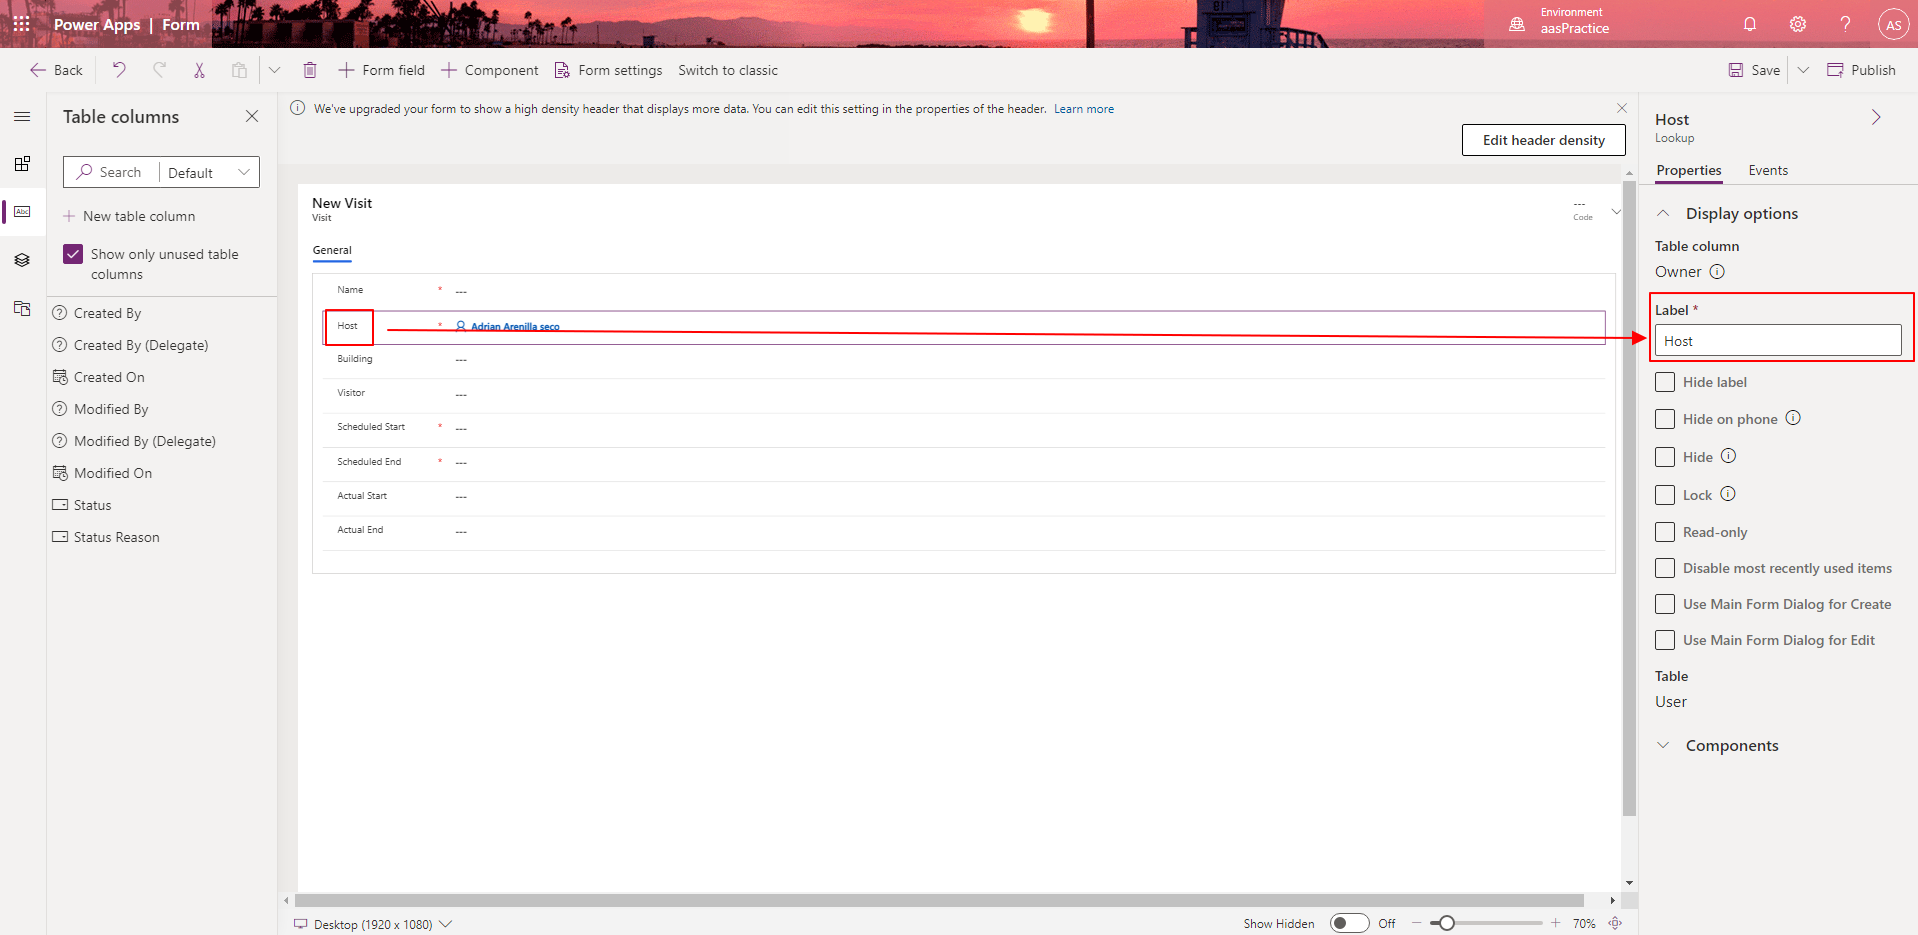 Power Apps | Form
Environment
aasPractice
AS
Back
Form field
Component
Form settings
Switch to classic
Save
Publish
Table columns
Search
Default
New table column
Abc
Show only unused table
columns
Created By
Created By (Delegate)
Created On
Modified By
Modified By (Delegate)
Modified On
Status
Status Reason
We've upgraded your form to show a high density header that displays more data. You can edit this setting in the properties of the header. Learn more
Edit header density
New Visit
Visit
---
Code
General
Name * ---
Host * Adrian Arenilla seco
Building ---
Visitor ---
Scheduled Start * ---
Scheduled End * ---
Actual Start ---
Actual End ---
Desktop (1920 x 1080)
Show Hidden
Off
70%
Host
Lookup
Properties
Events
Display options
Table column
Owner
Label *
Host
Hide label
Hide on phone
Hide
Lock
Read-only
Disable most recently used items
Use Main Form Dialog for Create
Use Main Form Dialog for Edit
Table
User
Components